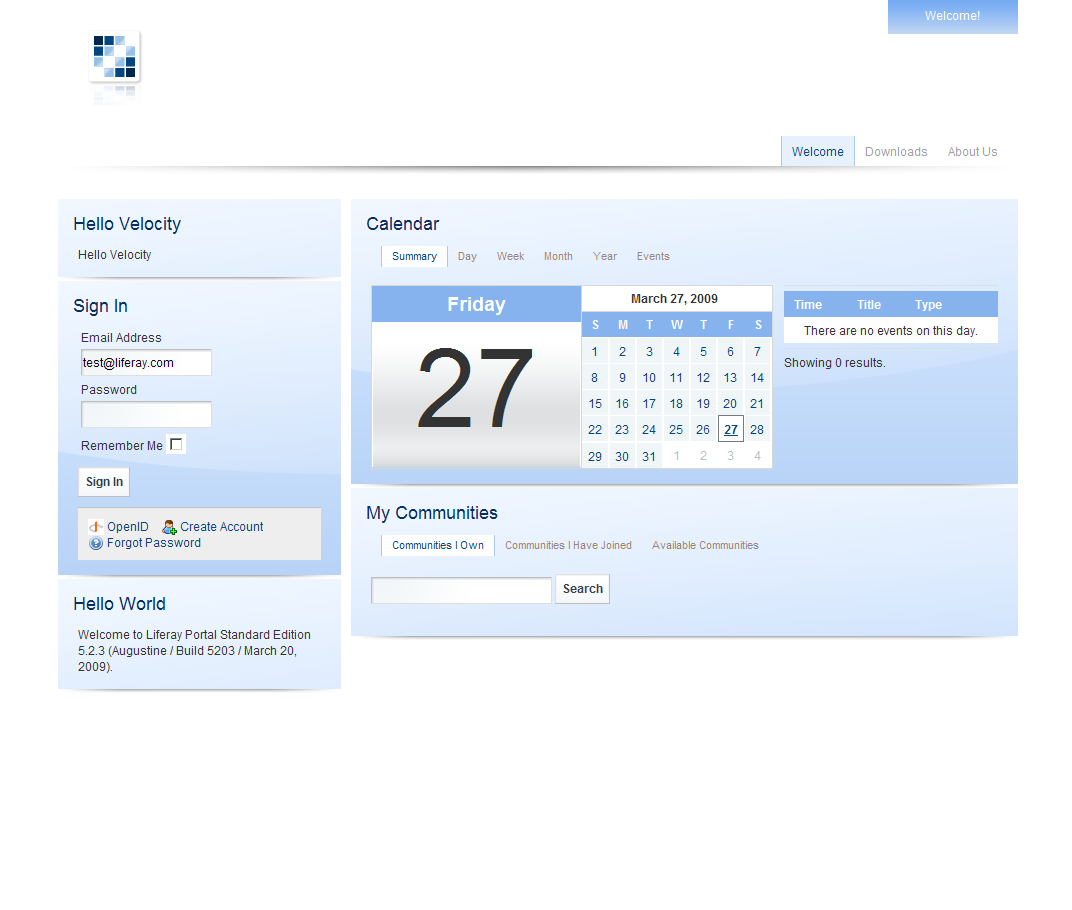 Welcome!
Welcome Downloads About Us
Hello Velocity
Hello Velocity
Sign In
Email Address
test@liferay.com
Password
Remember Me
Sign In
OpenID Create Account
Forgot Password
Hello World
Welcome to Liferay Portal Standard Edition
5.2.3 (Augustine / Build 5203 / March 20,
2009).
Calendar
Summary Day Week Month Year Events
Friday
27
March 27, 2009
S M T W T F S
1 2 3 4 5 6 7
8 9 10 11 12 13 14
15 16 17 18 19 20 21
22 23 24 25 26 27 28
29 30 31 1 2 3 4
Time Title Type
There are no events on this day.
Showing 0 results.
My Communities
Communities I Own Communities I Have Joined Available Communities
Search